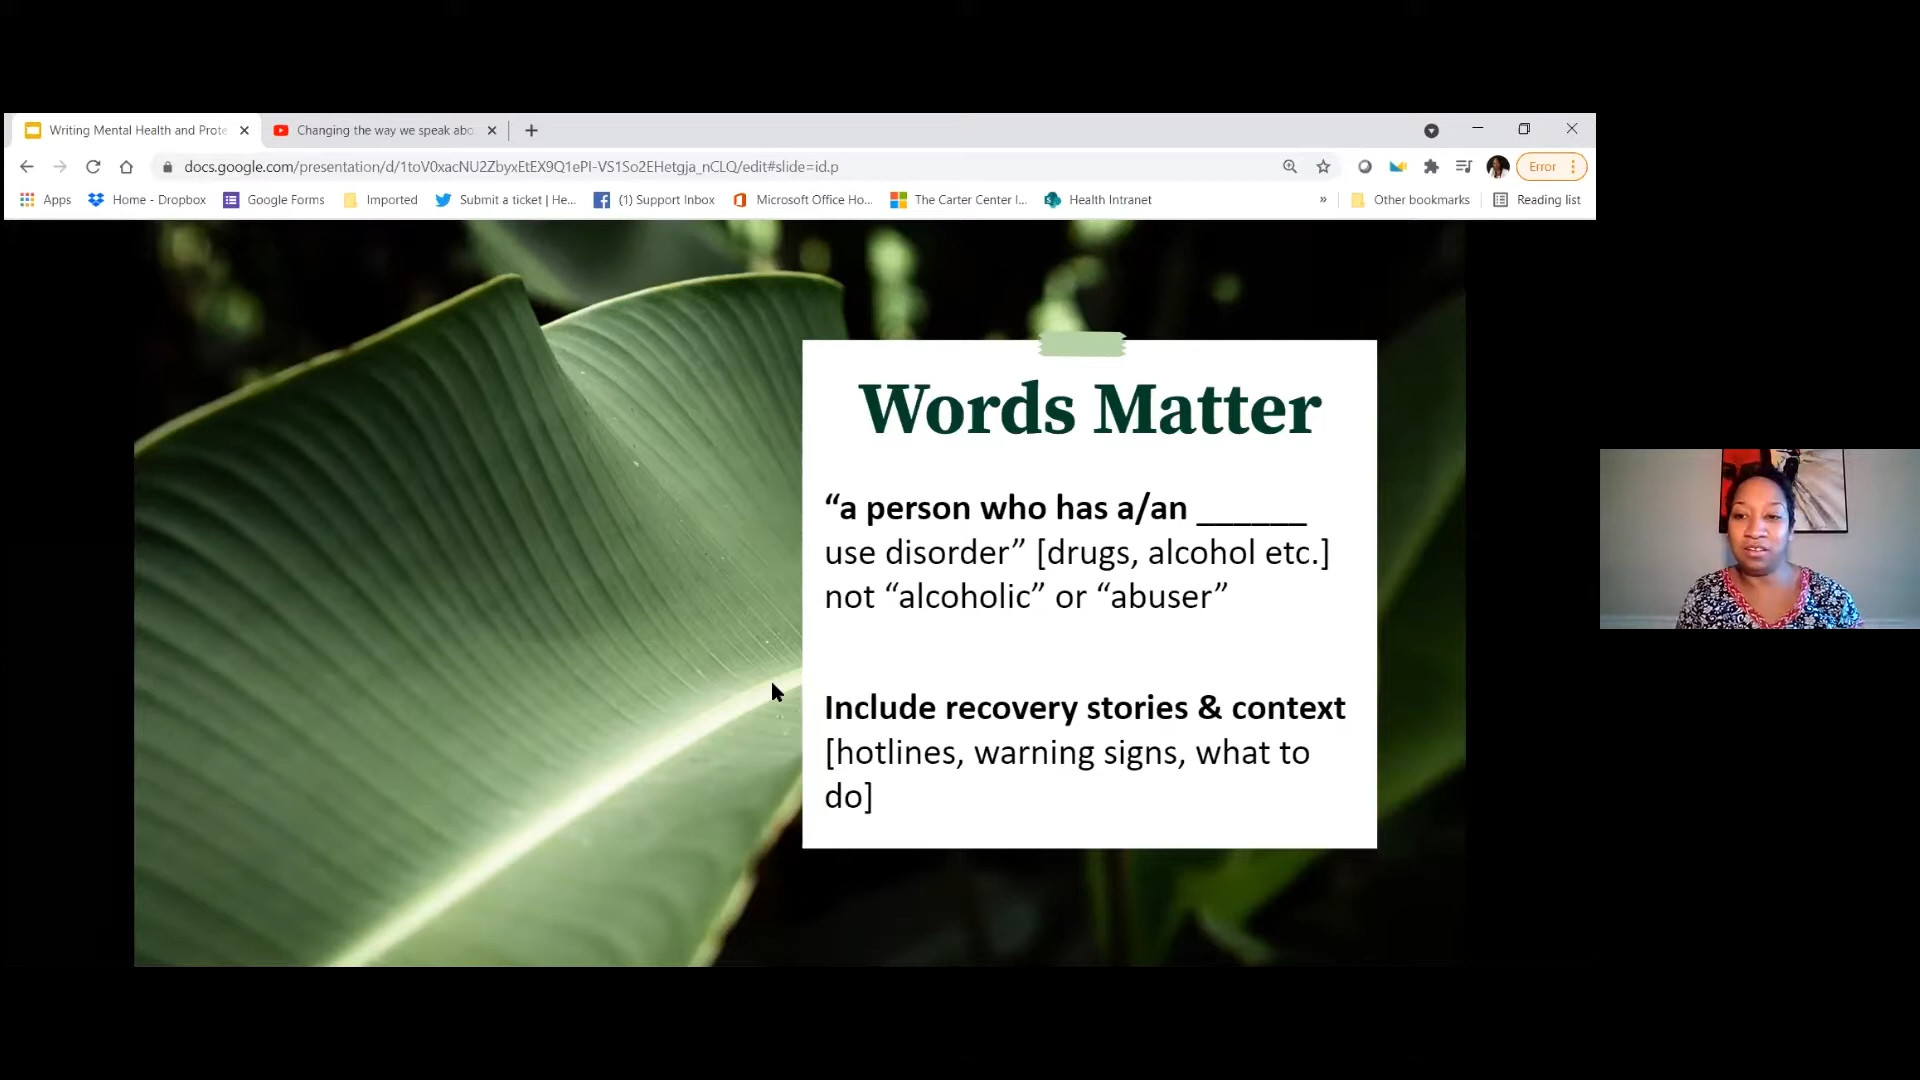 Writing Mental Health and Prote
Changing the way we speak abo
docs.google.com/presentation/d/1toV0xacNU2ZbyxEtEX9Q1ePI-VS1So2EHetgja_nCLQ/edit#slide=id.p
Error
Apps
Home - Dropbox
Google Forms
Imported
Submit a ticket | He...
(1) Support Inbox
Microsoft Office Ho...
The Carter Center I...
Health Intranet
»
Other bookmarks
Reading list
Words Matter
“a person who has a/an ______
use disorder” [drugs, alcohol etc.]
not “alcoholic” or “abuser”
Include recovery stories & context
[hotlines, warning signs, what to
do]